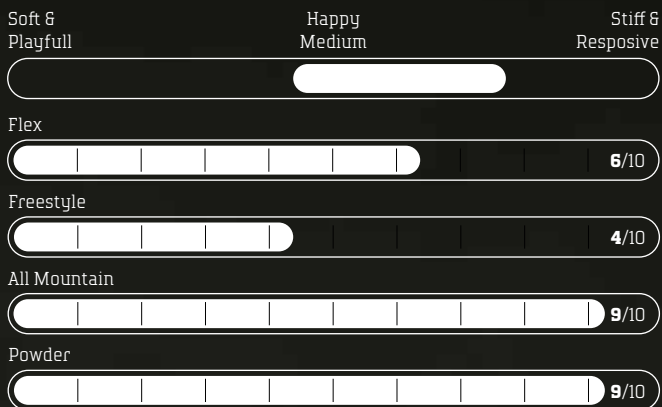 Soft &
Playfull
Happy
Medium
Stiff &
Resposive
Flex
6/10
Freestyle
4/10
All Mountain
9/10
Powder
9/10